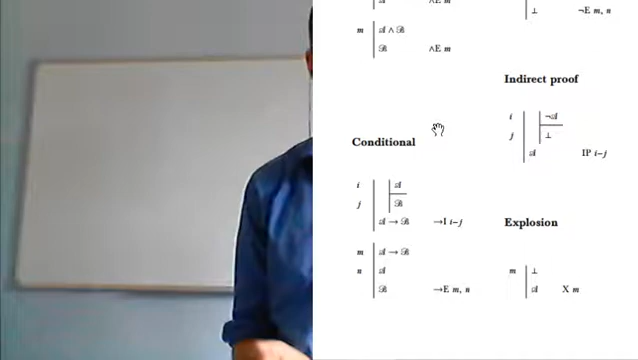 𝒜 ∧E m
m 𝒜 ∧ ℬ
ℬ ∧E m
Conditional
i 𝒜
j ℬ
𝒜 → ℬ →I i–j
m 𝒜 → ℬ
n 𝒜
ℬ →E m, n
⊥ ¬E m, n
Indirect proof
i ¬𝒜
j ⊥
𝒜 IP i–j
Explosion
m ⊥
𝒜 X m